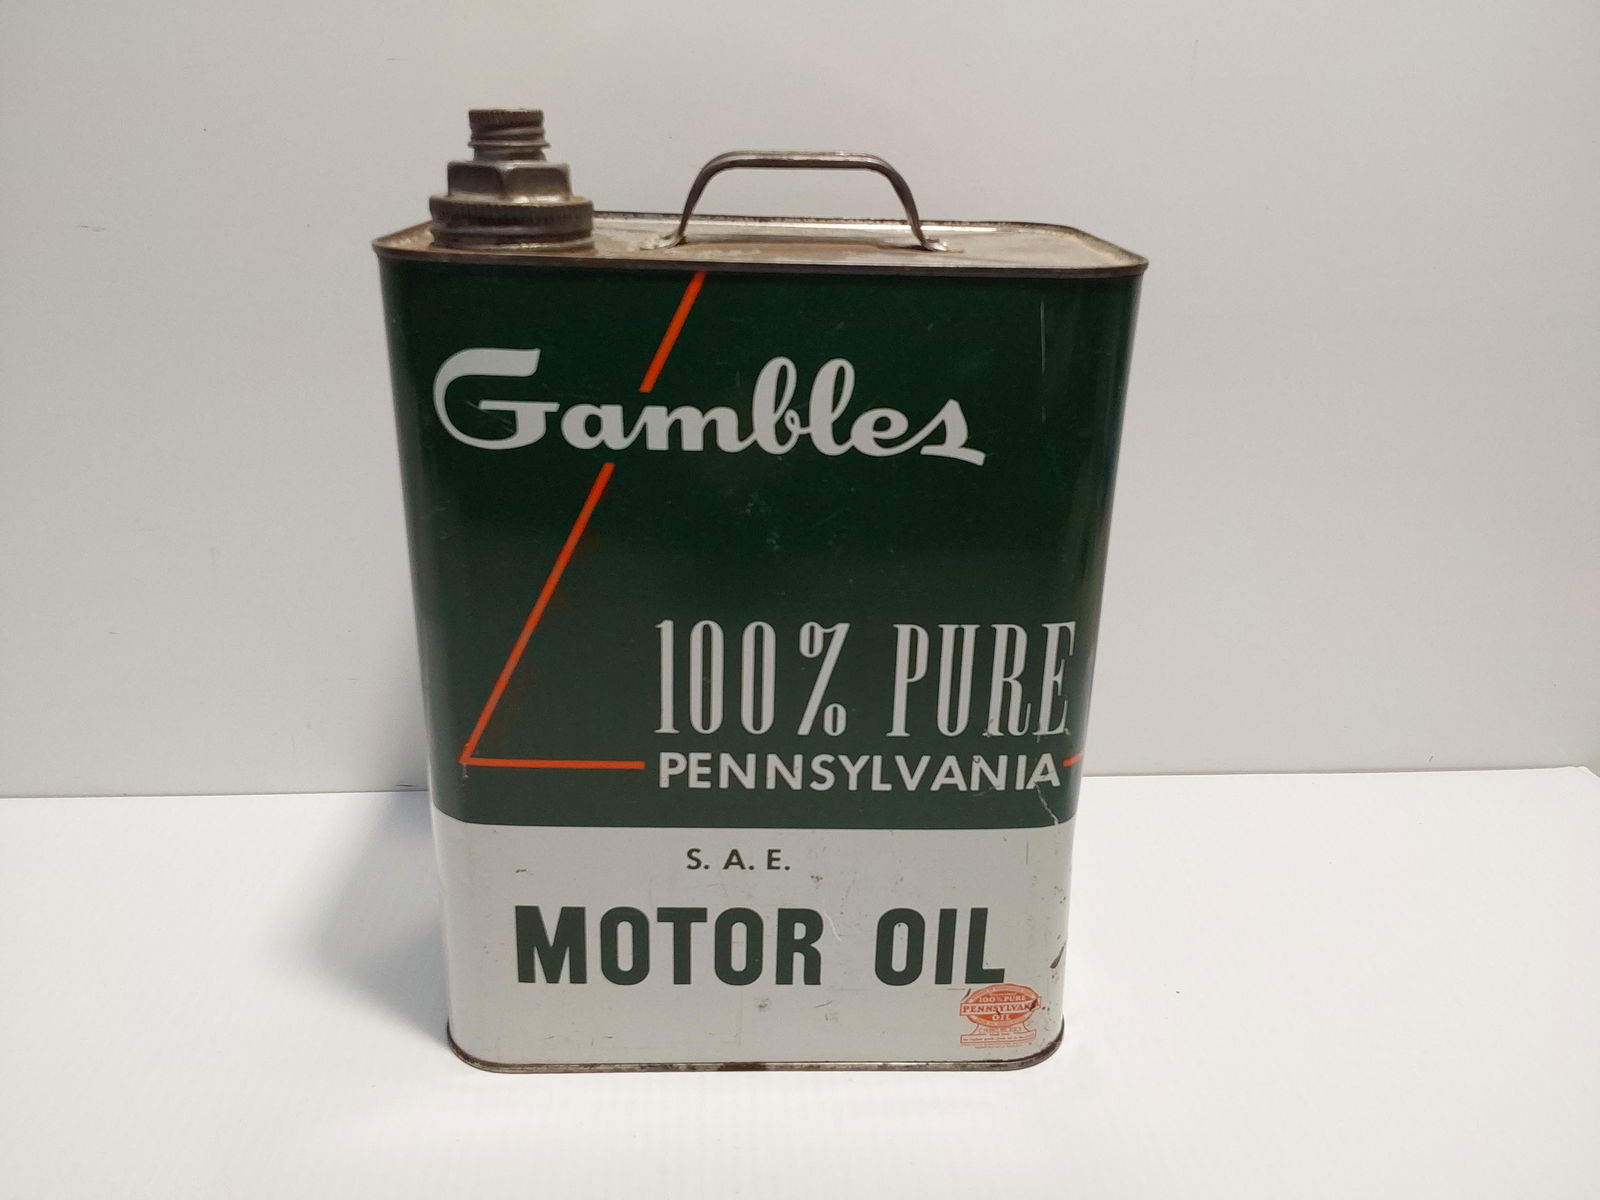 Gambles
100% PURE
PENNSYLVANIA
S. A. E.
MOTOR OIL
100% PURE
PENNSYLVANIA
OIL